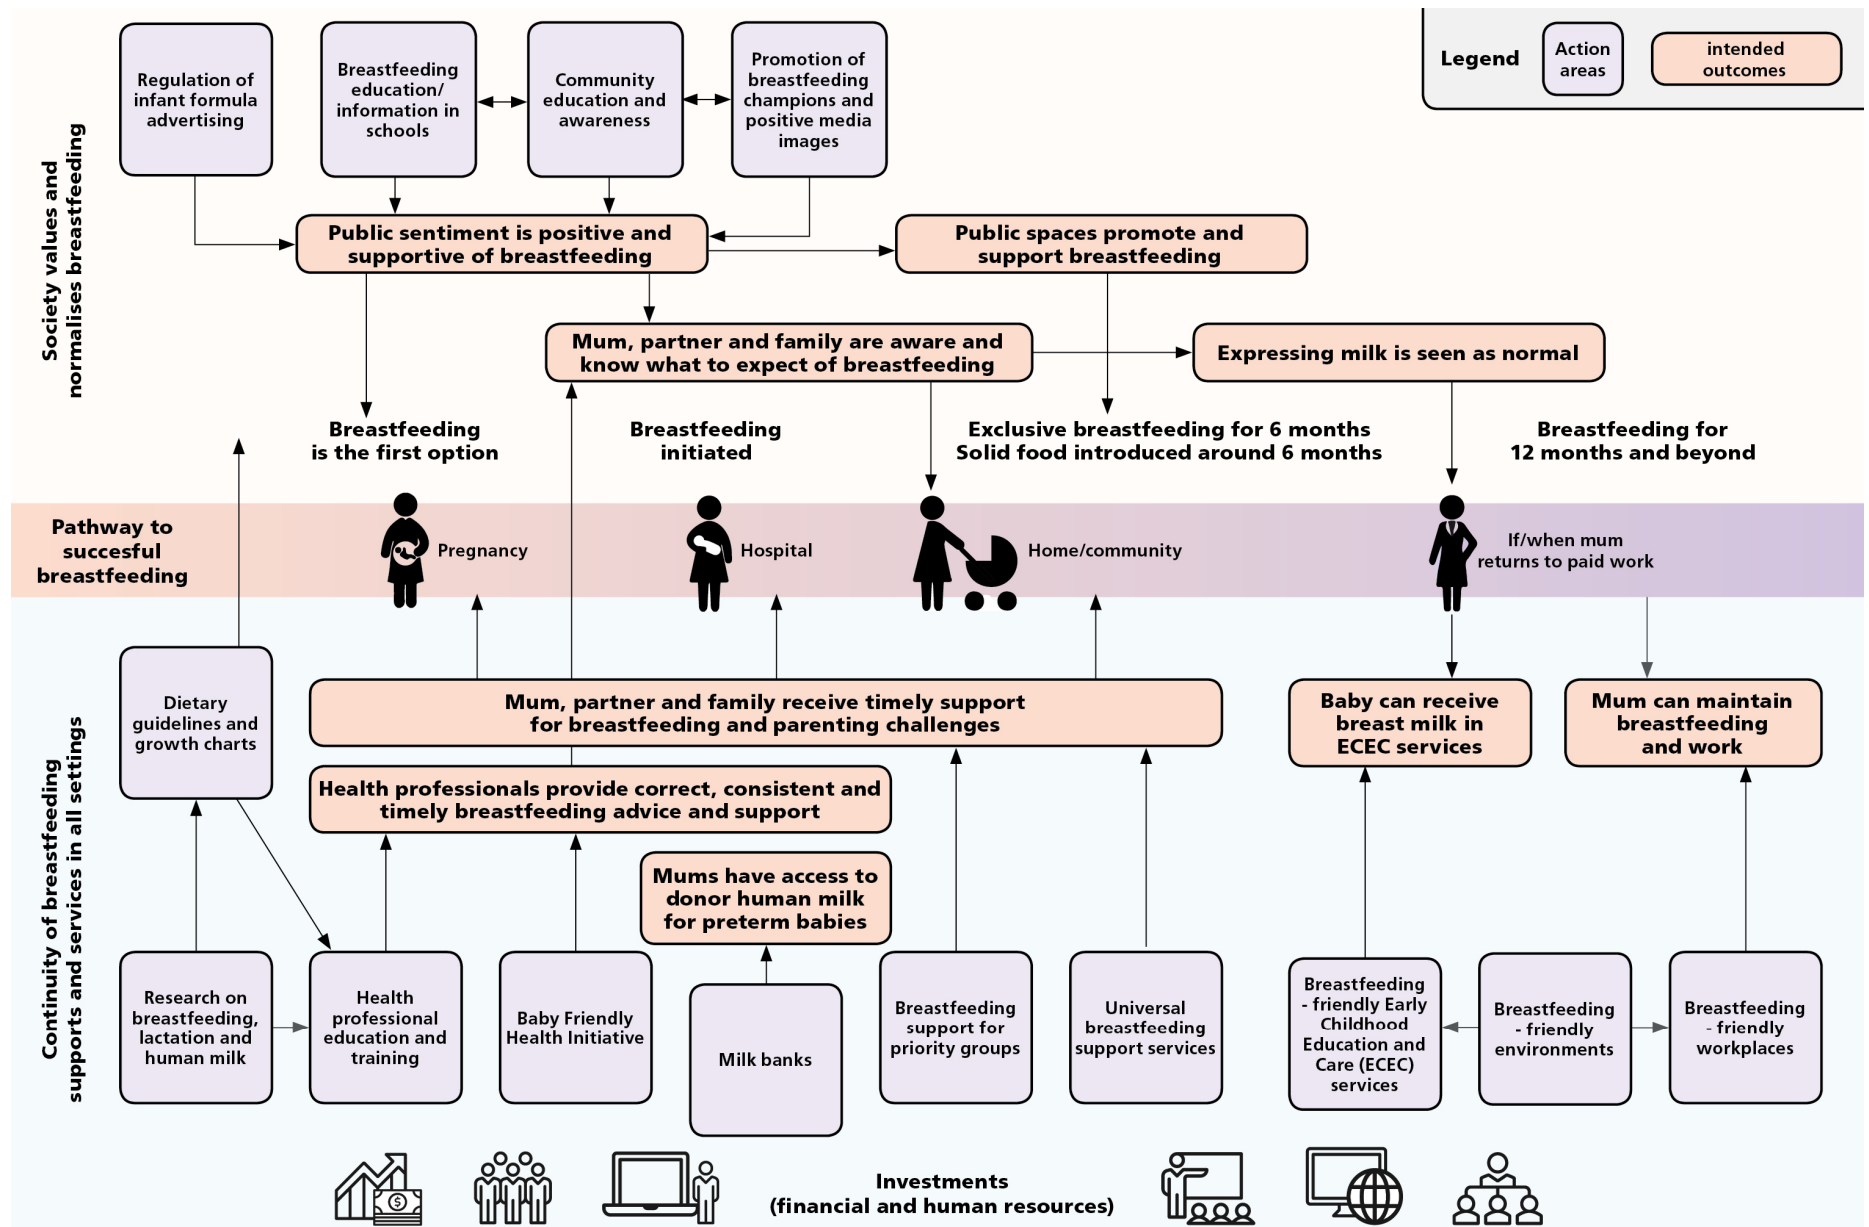 Regulation of
infant formula
advertising
Breastfeeding
education/
information in
schools
Community
education and
awareness
Promotion of
breastfeeding
champions and
positive media
images
Legend
Action
areas
intended
outcomes
Society values and
normalises breastfeeding
Public sentiment is positive and
supportive of breastfeeding
Public spaces promote and
support breastfeeding
Mum, partner and family are aware and
know what to expect of breastfeeding
Expressing milk is seen as normal
Breastfeeding
is the first option
Breastfeeding
initiated
Exclusive breastfeeding for 6 months
Solid food introduced around 6 months
Breastfeeding for
12 months and beyond
Pathway to
succesful
breastfeeding
Pregnancy
Hospital
Home/community
If/when mum
returns to paid work
Continuity of breastfeeding
supports and services in all settings
Dietary
guidelines and
growth charts
Mum, partner and family receive timely support
for breastfeeding and parenting challenges
Baby can receive
breast milk in
ECEC services
Mum can maintain
breastfeeding
and work
Health professionals provide correct, consistent and
timely breastfeeding advice and support
Mums have access to
donor human milk
for preterm babies
Research on
breastfeeding,
lactation and
human milk
Health
professional
education and
training
Baby Friendly
Health Initiative
Milk banks
Breastfeeding
support for
priority groups
Universal
breastfeeding
support services
Breastfeeding
- friendly Early
Childhood
Education and
Care (ECEC)
services
Breastfeeding
- friendly
environments
Breastfeeding
- friendly
workplaces
$
Investments
(financial and human resources)